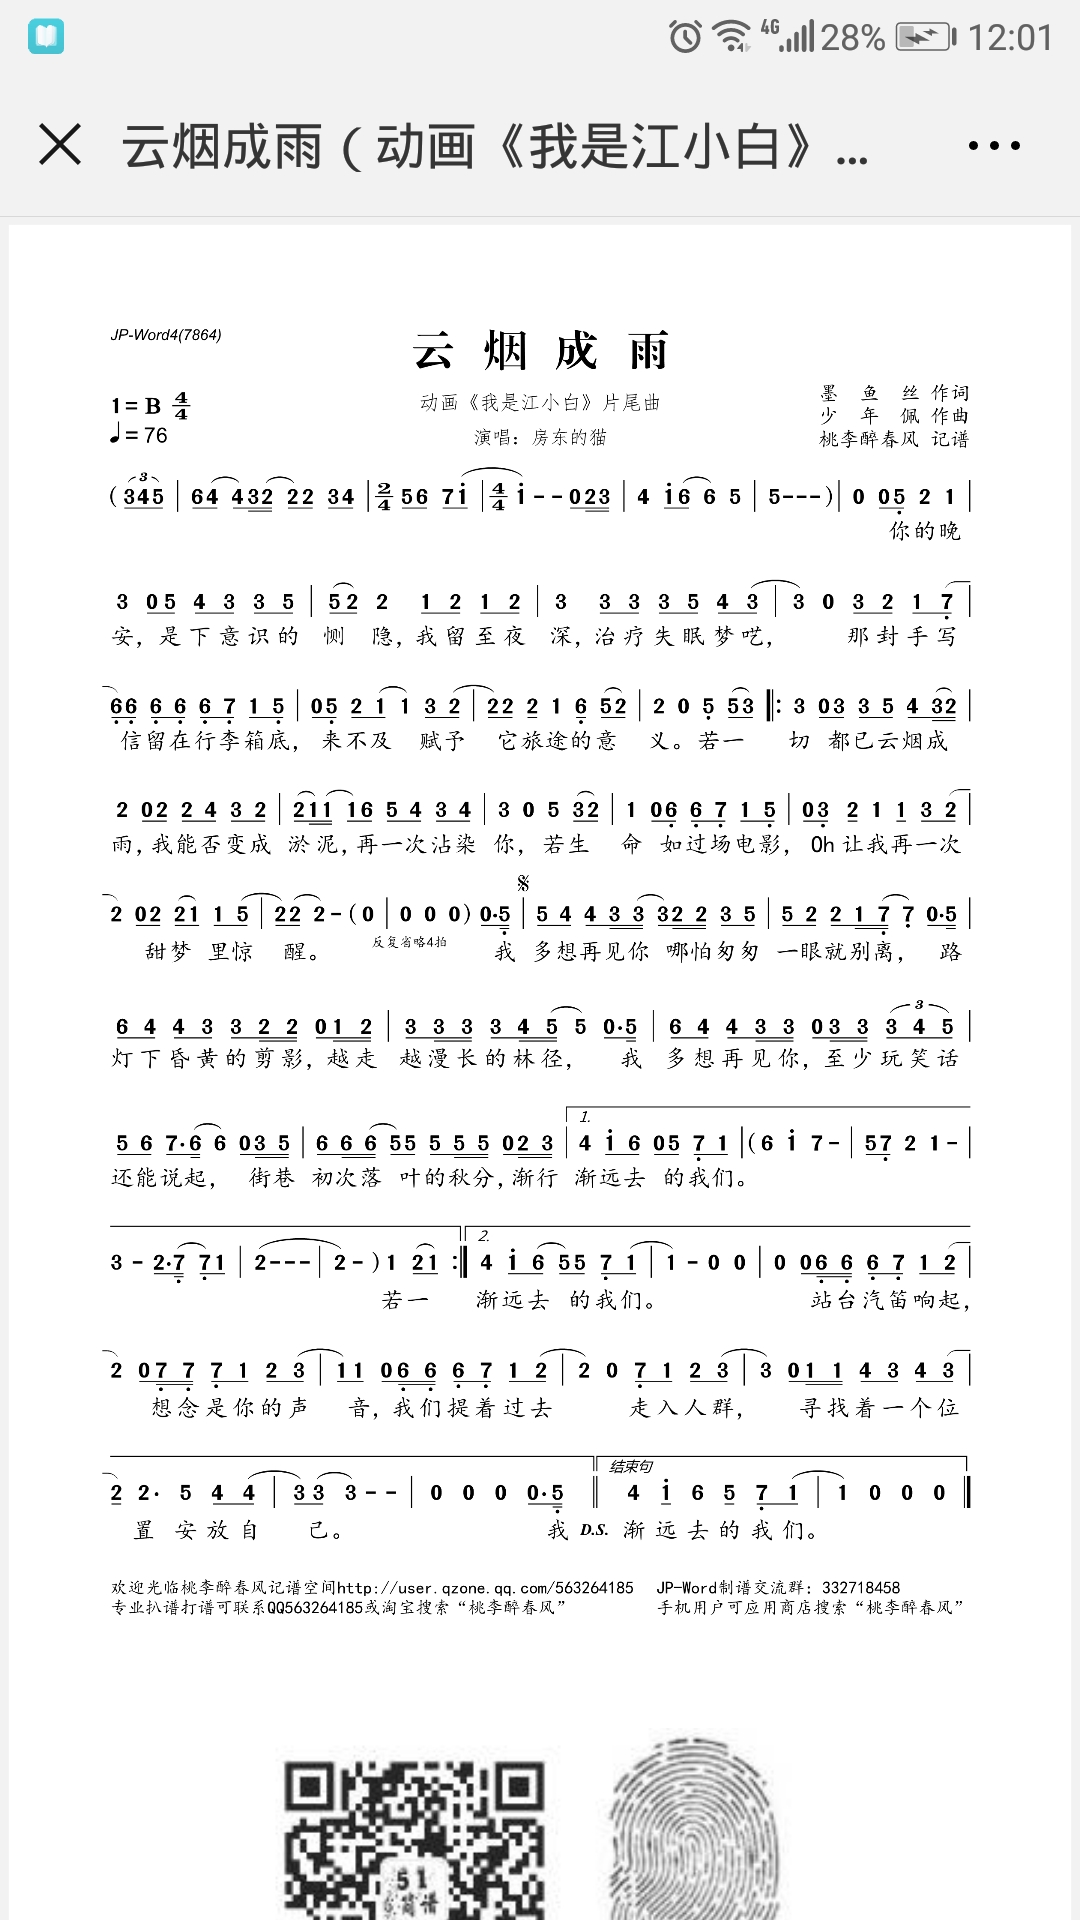 4G 28% 12:01
云烟成雨（动画《我是江小白》...
JP-Word4(7864)
云烟成雨
1=B 4/4
♩=76
动画《我是江小白》片尾曲
演唱：房东的猫
墨鱼丝 作词
少年佩 作曲
桃李醉春风 记谱
(345 | 64 432 22 34 | 2/4 56 7i | 4/4 i--023 | 4 i6 6 5 | 5---) | 0 05 2 1 |
你的晚
3 05 4 3 3 5 | 52 2 1 2 1 2 | 3 3 3 3 5 4 3 | 3 0 3 2 1 7 |
安，是下意识的 恻 隐，我留至夜 深，治疗失眠梦呓， 那封手写
66 6 6 6 7 1 5 | 05 2 1 1 3 2 | 22 2 1 6 52 | 2 0 5 53 ‖: 3 03 3 5 4 32 |
信留在行李箱底， 来不及 赋予 它旅途的意 义。若一 切 都已云烟成
2 02 2 4 3 2 | 211 16 5 4 3 4 | 3 0 5 32 | 1 06 6 7 1 5 | 03 2 1 1 3 2 |
雨，我能否变成 淤泥，再一次沾染 你，若生 命 如过场电影， Oh 让我再一次
2 02 21 1 5 | 22 2-(0 | 0 0 0) 0·5 | 5 4 4 3 3 32 2 3 5 | 5 2 2 1 7 7 0·5 |
甜梦 里惊 醒。 反复省略4拍 我 多想再见你 哪怕匆匆 一眼就别离， 路
6 4 4 3 3 2 2 01 2 | 3 3 3 3 4 5 5 0·5 | 6 4 4 3 3 03 3 3 4 5 |
灯下昏黄的剪影，越走 越漫长的林径， 我 多想再见你，至少玩笑话
1.
5 6 7·6 6 03 5 | 6 6 6 55 5 5 5 02 3 | 4 i 6 05 7 1 | (6 i 7- | 57 2 1- |
还能说起， 街巷 初次落 叶的秋分，渐行 渐远去 的我们。
2.
3 - 2·7 71 | 2--- | 2-) 1 21 :‖ 4 i 6 55 7 1 | 1 - 0 0 | 0 06 6 6 7 1 2 |
若一 渐远去 的我们。 站台汽笛响起，
2 07 7 7 1 2 3 | 11 06 6 6 7 1 2 | 2 0 7 1 2 3 | 3 01 1 4 3 4 3 |
想念是你的声 音，我们提着过去 走入人群， 寻找着一个位
结束句
2 2· 5 4 4 | 33 3-- | 0 0 0 0·5 ‖ 4 i 6 5 7 1 | 1 0 0 0 ‖
置 安放自 己。 我 D.S. 渐远去的我们。
欢迎光临桃李醉春风记谱空间http://user.qzone.qq.com/563264185 JP-Word制谱交流群：332718458
专业扒谱打谱可联系QQ563264185或淘宝搜索“桃李醉春风” 手机用户可应用商店搜索“桃李醉春风”
51
简谱